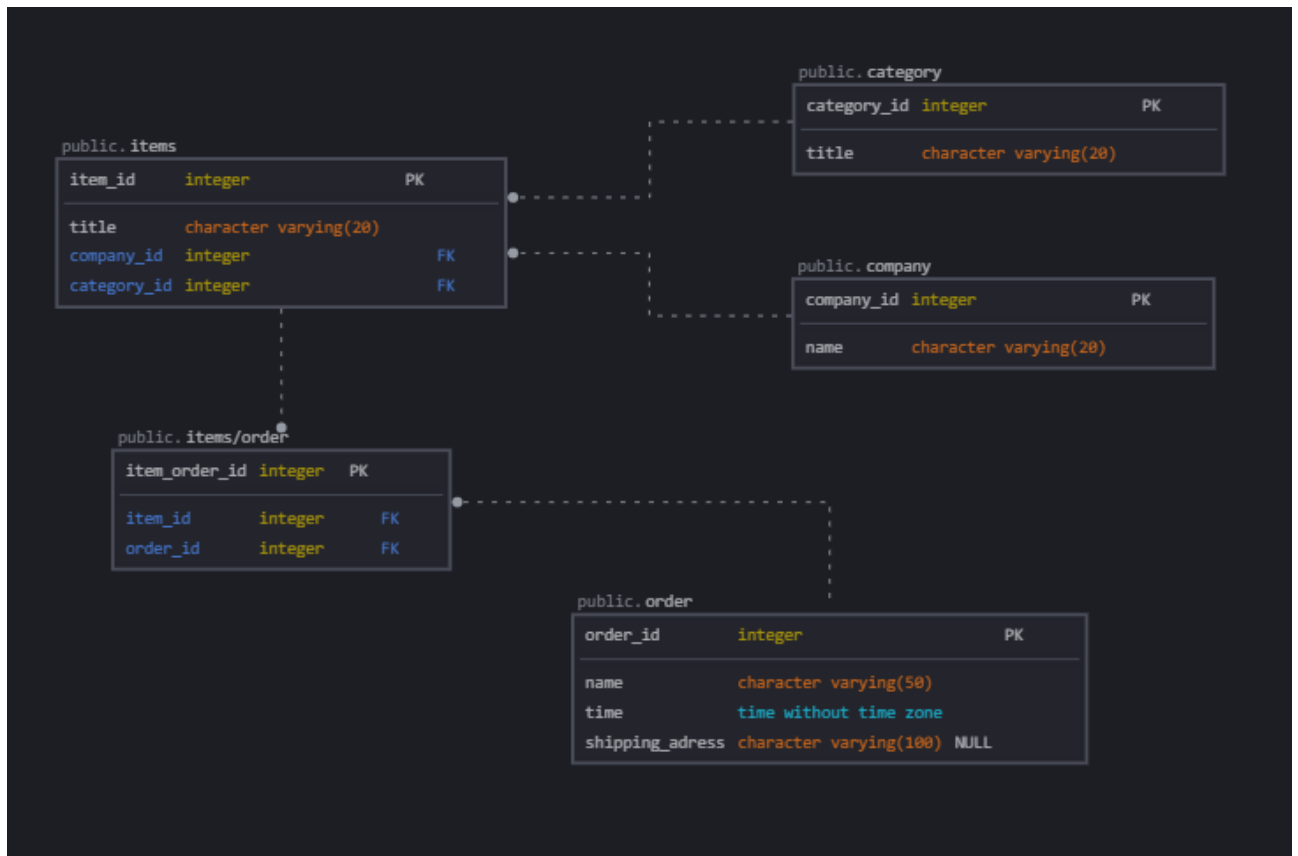 public.category
category_id integer PK
title character varying(20)
public.items
item_id integer PK
title character varying(20)
company_id integer FK
category_id integer FK
public.company
company_id integer PK
name character varying(20)
public.items/order
item_order_id integer PK
item_id integer FK
order_id integer FK
public.order
order_id integer PK
name character varying(50)
time time without time zone
shipping_adress character varying(100) NULL